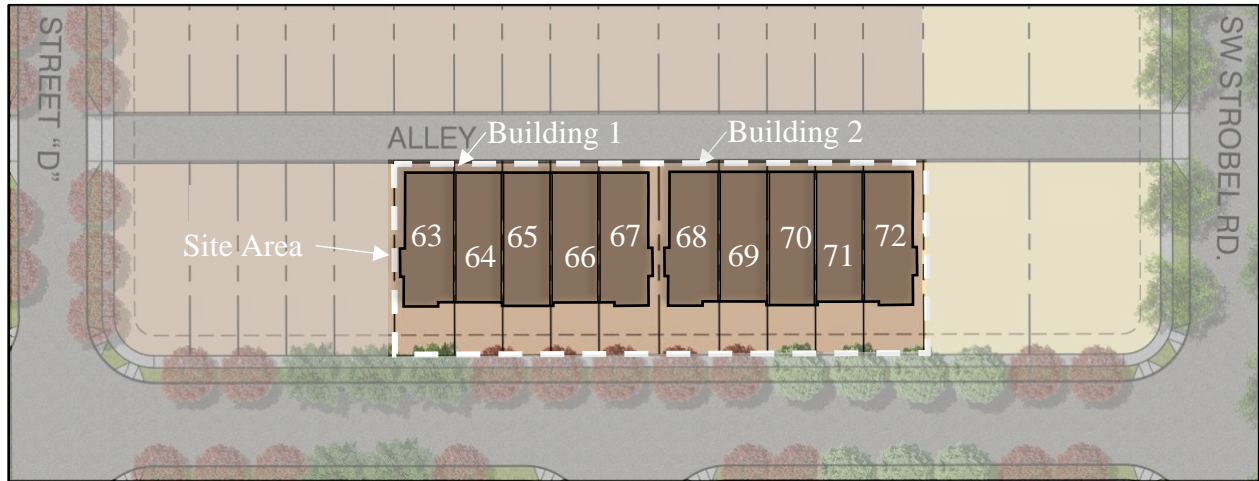 STREET "D"
SW STROBEL RD.
ALLEY
Building 1
Building 2
Site Area
63
64
65
66
67
68
69
70
71
72